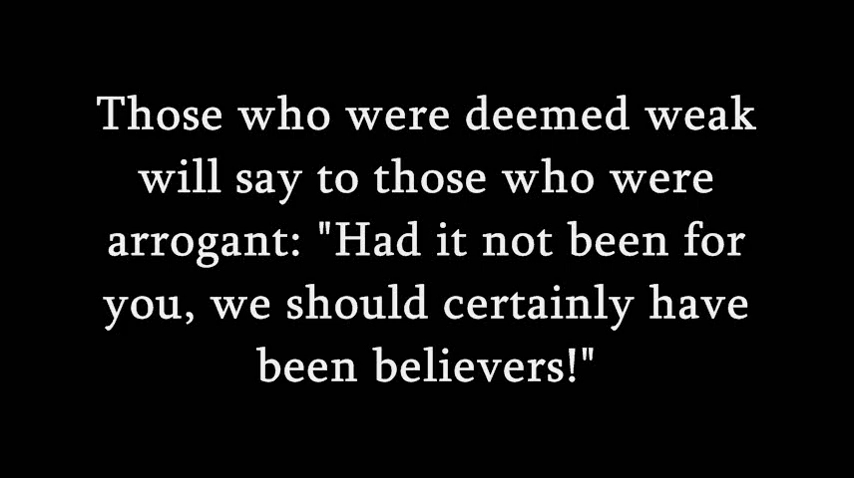 Those who were deemed weak
will say to those who were
arrogant: "Had it not been for
you, we should certainly have
been believers!"